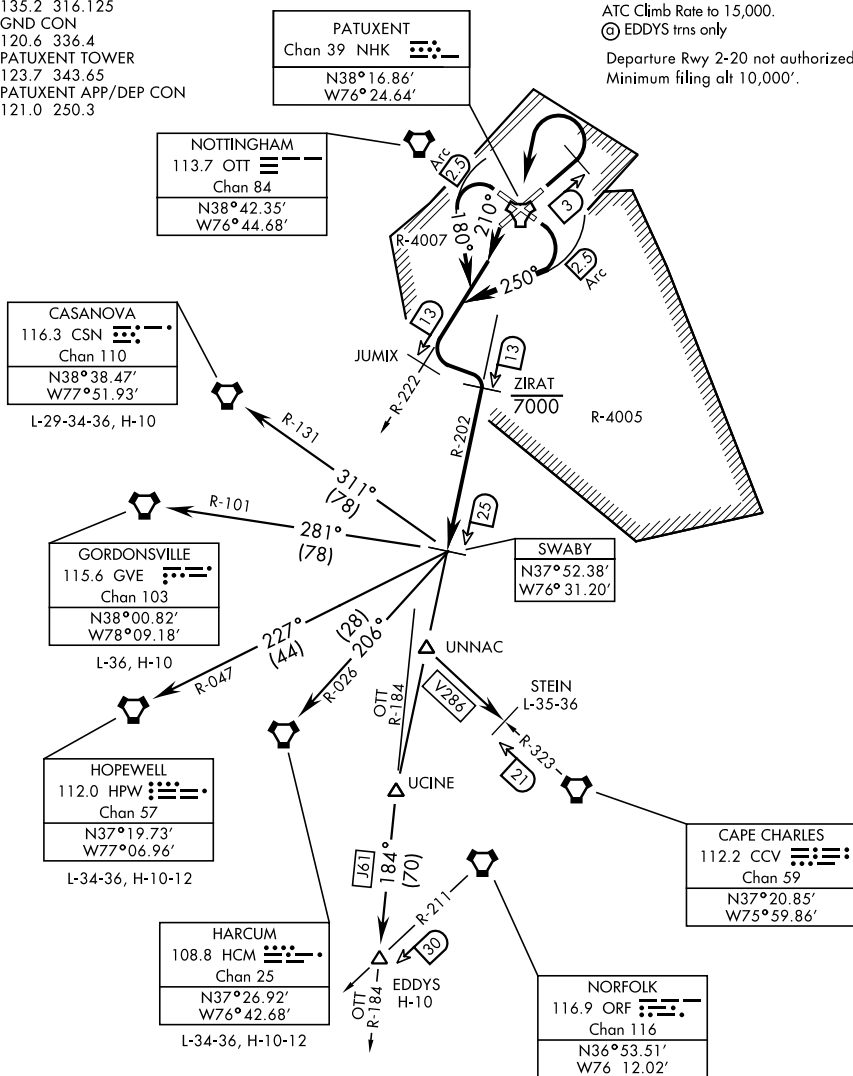 135.2 316.125
GND CON
120.6 336.4
PATUXENT TOWER
123.7 343.65
PATUXENT APP/DEP CON
121.0 250.3
ATC Climb Rate to 15,000.
ⓐ EDDYS trns only
Departure Rwy 2-20 not authorized
Minimum filing alt 10,000’.
PATUXENT
Chan 39 NHK
N38°16.86’
W76°24.64’
NOTTINGHAM
113.7 OTT
Chan 84
N38°42.35’
W76°44.68’
Arc
2.5
3
R-4007
180°
210°
250°
2.5
Arc
CASANOVA
116.3 CSN
Chan 110
N38°38.47’
W77°51.93’
L-29-34-36, H-10
13
JUMIX
R-222
13
ZIRAT
7000
R-4005
R-202
R-131
311°
(78)
R-101
281°
(78)
25
GORDONSVILLE
115.6 GVE
Chan 103
N38°00.82’
W78°09.18’
L-36, H-10
SWABY
N37°52.38’
W76°31.20’
227°
(44)
R-047
(28)
206°
R-026
OTT
R-184
UNNAC
V286
STEIN
L-35-36
R-323
21
HOPEWELL
112.0 HPW
Chan 57
N37°19.73’
W77°06.96’
L-34-36, H-10-12
UCINE
J61
184°
(70)
CAPE CHARLES
112.2 CCV
Chan 59
N37°20.85’
W75°59.86’
R-211
30
HARCUM
108.8 HCM
Chan 25
N37°26.92’
W76°42.68’
L-34-36, H-10-12
EDDYS
H-10
OTT
R-184
NORFOLK
116.9 ORF
Chan 116
N36°53.51’
W76 12.02’